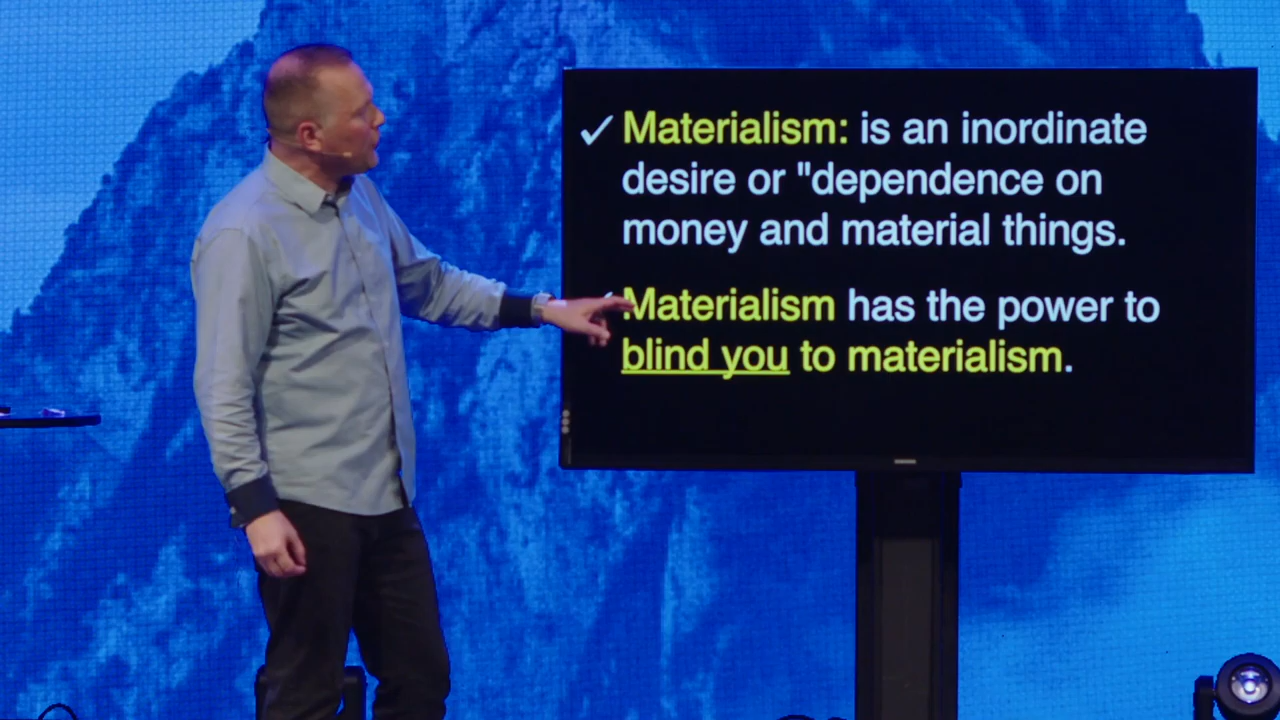 ✓ Materialism: is an inordinate
desire or "dependence on
money and material things.
Materialism has the power to
blind you to materialism.